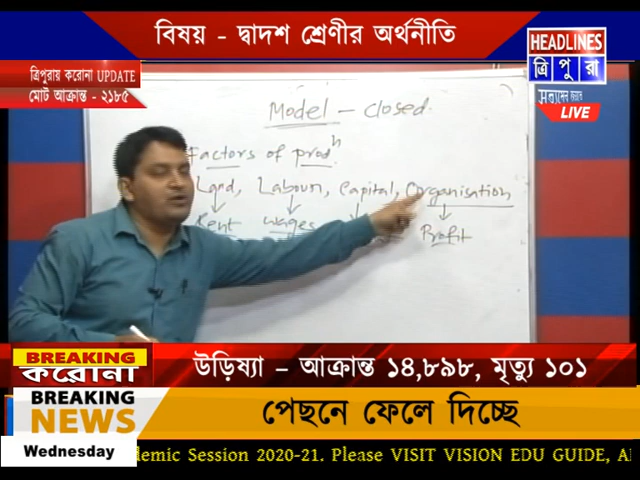 বিষয় - দ্বাদশ শ্রেণীর অর্থনীতি
HEADLINES
ত্রিপুরা
LIVE
ত্রিপুরায় করোনা UPDATE
মোট আক্রান্ত - ২১৮৫
Model - closed.
Factors of prodⁿ
Land, Labour, Capital, Organisation
Rent wages Profit
BREAKING
করোনা
উড়িষ্যা – আক্রান্ত ১৪,৮৯৮, মৃত্যু ১০১
BREAKING
NEWS
পেছনে ফেলে দিচ্ছে
Wednesday
Session 2020-21. Please VISIT VISION EDU GUIDE,